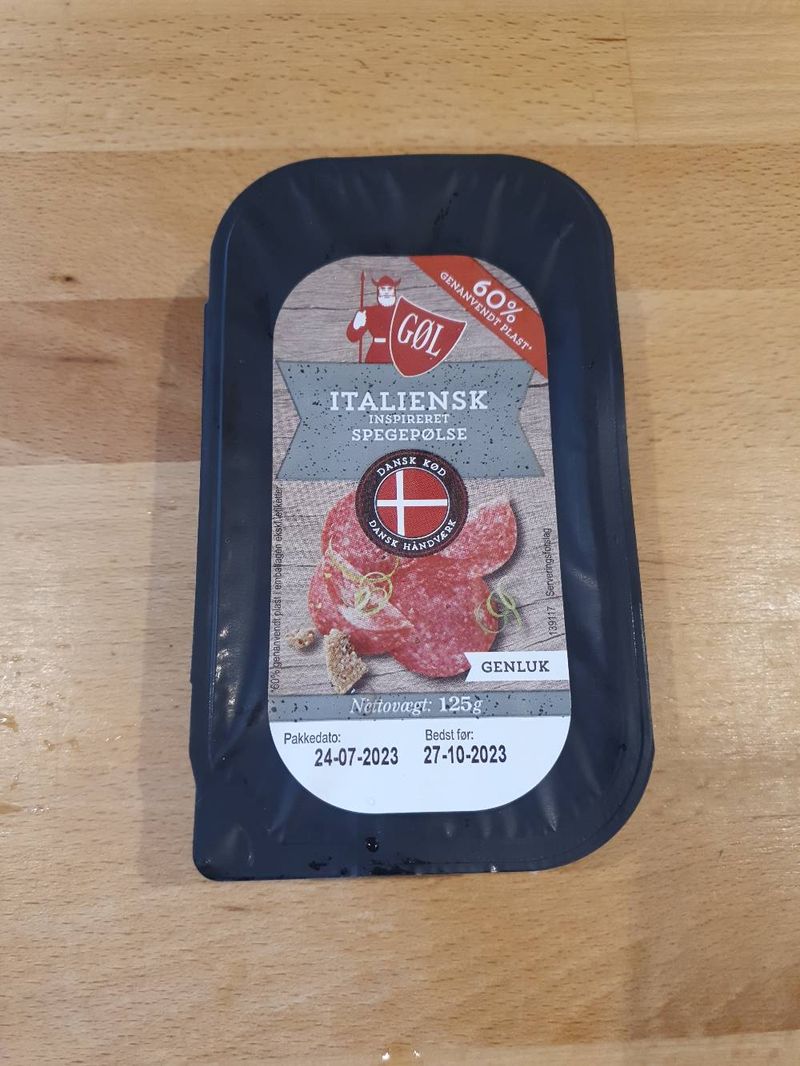 60%
GENANVENDT PLAST*
GØL
ITALIENSK
INSPIRERET
SPEGEPØLSE
DANSK KØD
DANSK HÅNDVÆRK
*60% genanvendt plast i emballagen ekskl. etiketter
139117
Serveringsforslag
GENLUK
Nettovægt: 125g
Pakkedato: Bedst før:
24-07-2023 27-10-2023